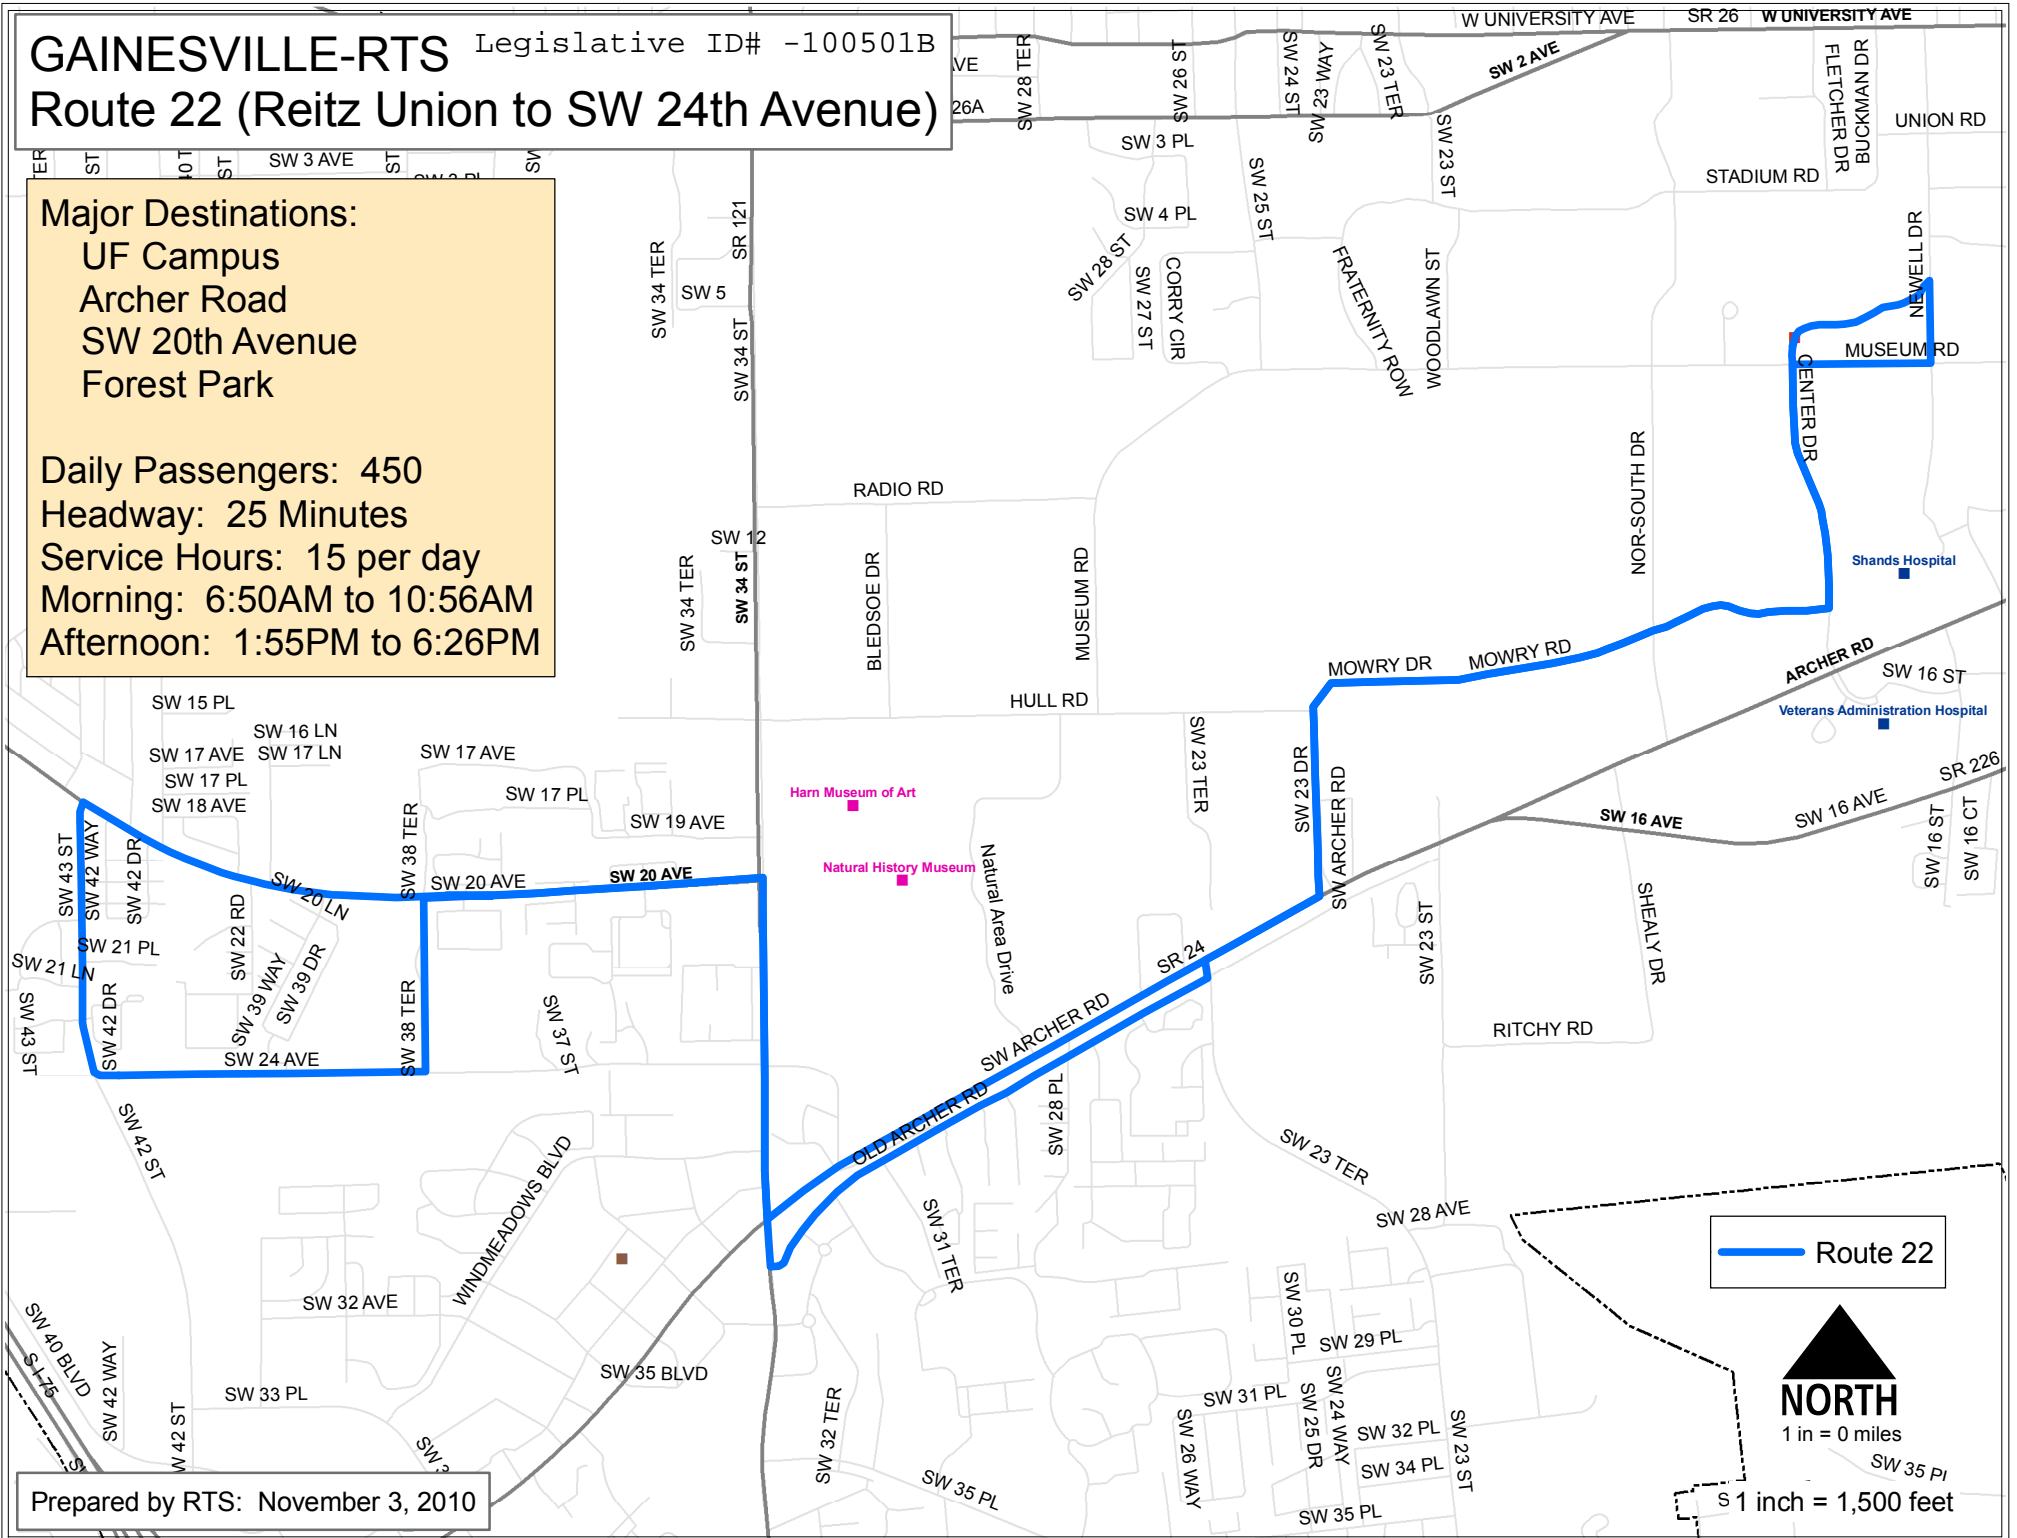 GAINESVILLE-RTS Legislative ID# -100501B
Route 22 (Reitz Union to SW 24th Avenue)
Major Destinations:
UF Campus
Archer Road
SW 20th Avenue
Forest Park
Daily Passengers: 450
Headway: 25 Minutes
Service Hours: 15 per day
Morning: 6:50AM to 10:56AM
Afternoon: 1:55PM to 6:26PM
W UNIVERSITY AVE
SR 26
W UNIVERSITY AVE
SW 2 AVE
26A
SW 28 TER
SW 26 ST
SW 24 ST
SW 23 WAY
SW 23 TER
SW 23 ST
FLETCHER DR
BUCKMAN DR
UNION RD
STADIUM RD
SW 3 AVE
SW 3 PL
SW 4 PL
SW 25 ST
SW 28 ST
SW 27 ST
CORRY CIR
FRATERNITY ROW
WOODLAWN ST
NEWELL DR
MUSEUM RD
CENTER DR
SR 121
SW 34 TER
SW 5
SW 34 ST
RADIO RD
NOR-SOUTH DR
SW 12
SW 34 TER
SW 34 ST
BLEDSOE DR
MUSEUM RD
Shands Hospital
MOWRY DR
MOWRY RD
ARCHER RD
SW 16 ST
Veterans Administration Hospital
HULL RD
SW 15 PL
SW 16 LN
SW 17 AVE
SW 17 LN
SW 17 PL
SW 18 AVE
SW 17 AVE
SW 17 PL
SW 19 AVE
SW 38 TER
Harn Museum of Art
Natural History Museum
SW 23 TER
SW 23 DR
SW ARCHER RD
SW 16 AVE
SW 16 AVE
SR 226
SW 16 ST
SW 16 CT
SW 43 ST
SW 42 WAY
SW 42 DR
SW 20 LN
SW 20 AVE
SW 20 AVE
SW 22 RD
SW 21 PL
SW 21 LN
SW 39 WAY
SW 39 DR
SW 43 ST
SW 42 DR
SW 38 TER
SW 24 AVE
SW 37 ST
Natural Area Drive
SR 24
SW ARCHER RD
OLD ARCHER RD
SW 28 PL
SW 23 ST
SHEALY DR
RITCHY RD
SW 42 ST
WINDMEADOWS BLVD
SW 31 TER
SW 23 TER
SW 28 AVE
SW 32 AVE
SW 40 BLVD
S I-75
SW 42 WAY
SW 33 PL
SW 35 BLVD
SW 32 TER
SW 35 PL
SW 30 PL
SW 29 PL
SW 31 PL
SW 25 DR
SW 24 WAY
SW 26 WAY
SW 32 PL
SW 34 PL
SW 35 PL
SW 23 ST
Route 22
NORTH
1 in = 0 miles
1 inch = 1,500 feet
Prepared by RTS: November 3, 2010